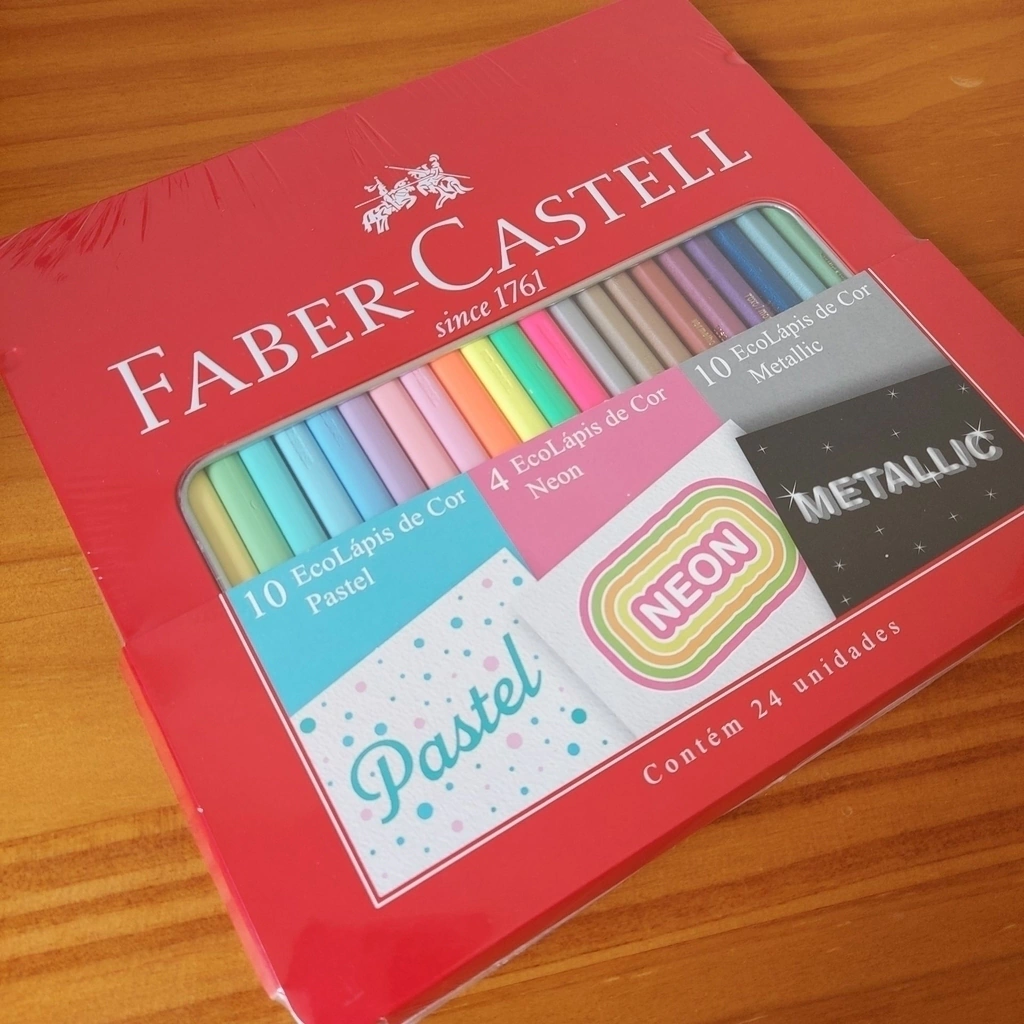 FABER-CASTELL
since 1761
10 EcoLápis de Cor
Pastel
4 EcoLápis de Cor
Neon
10 EcoLápis de Cor
Metallic
Pastel
NEON
METALLIC
Contém 24 unidades